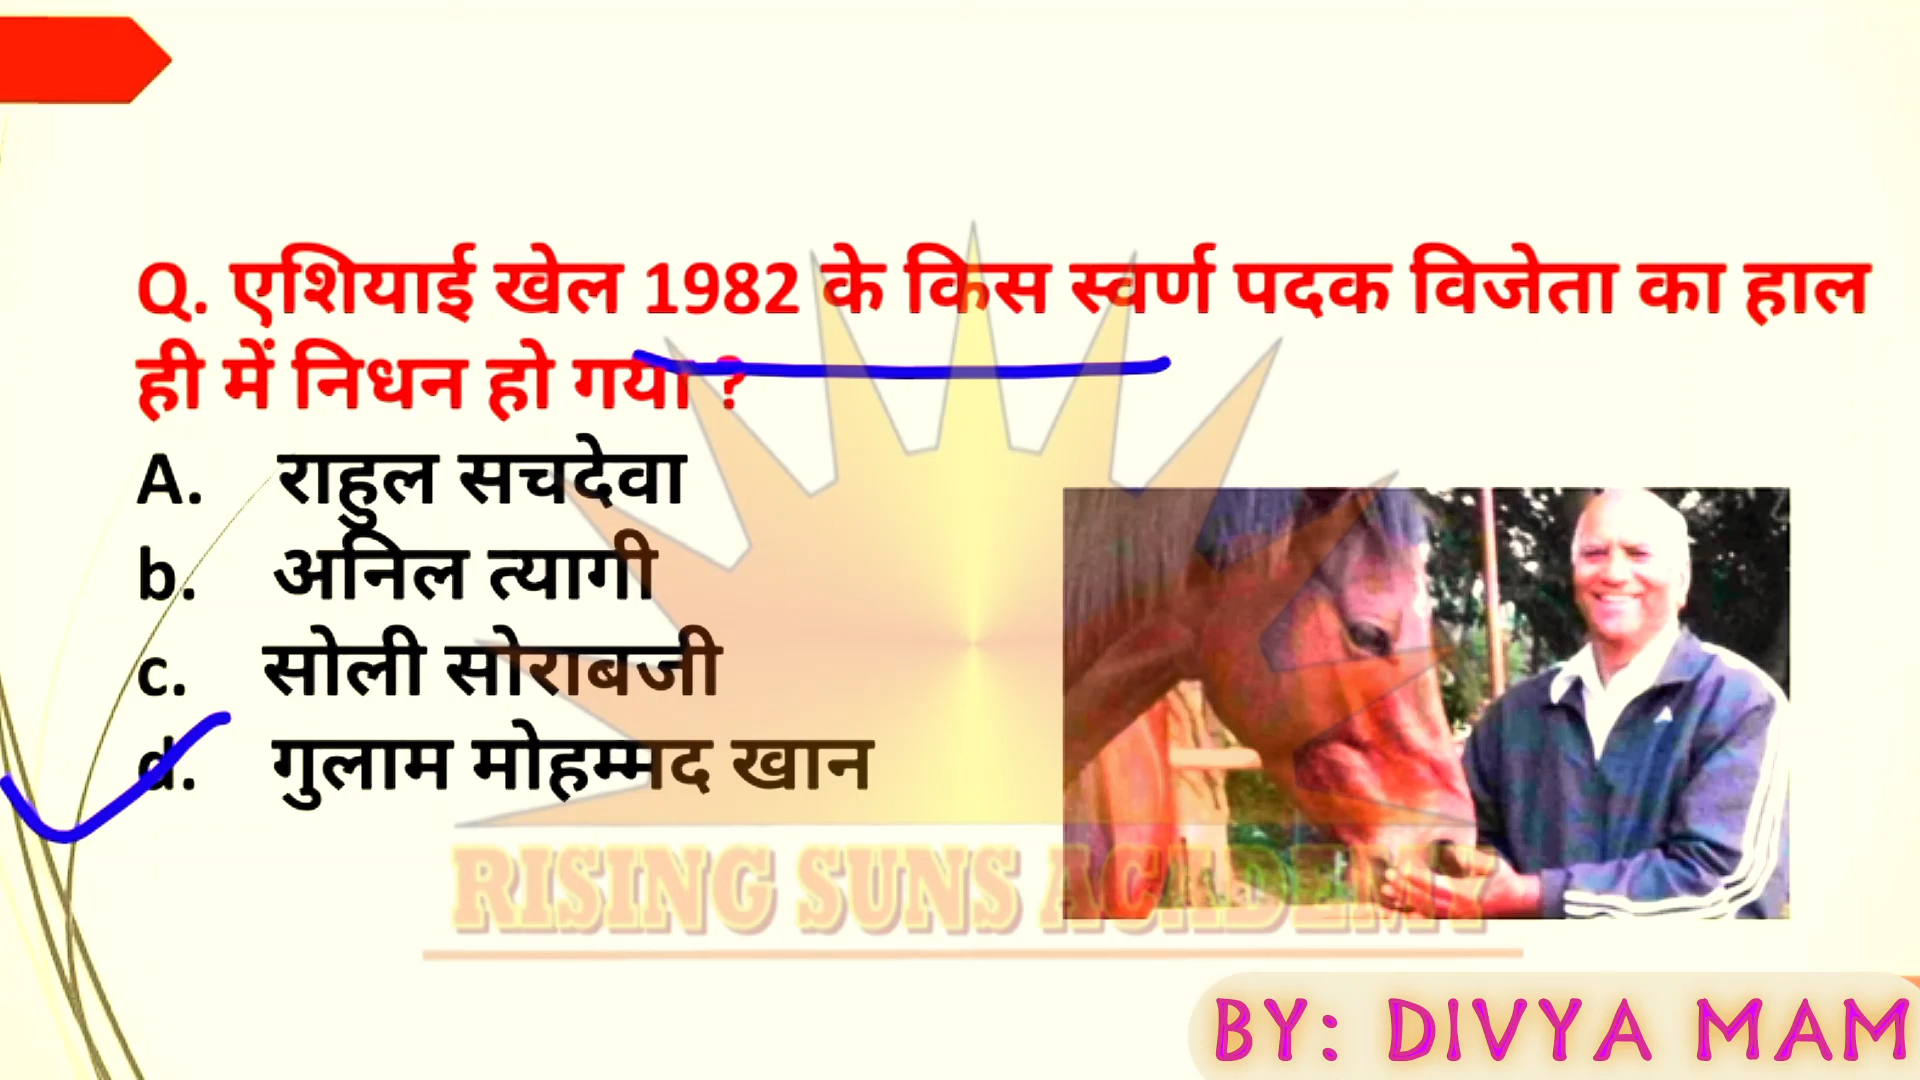 Q. एशियाई खेल 1982 के किस स्वर्ण पदक विजेता का हाल
ही में निधन हो गया ?
A. राहुल सचदेवा
b. अनिल त्यागी
c. सोली सोराबजी
d. गुलाम मोहम्मद खान
RISING SUNS ACADEMY
BY: DIVYA MAM